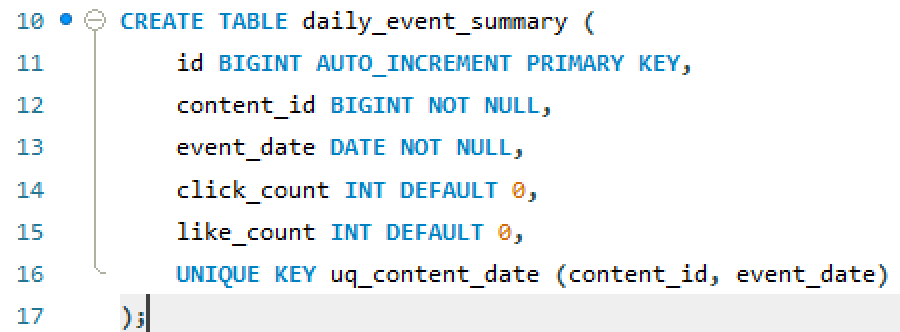 10 CREATE TABLE daily_event_summary (
11 id BIGINT AUTO_INCREMENT PRIMARY KEY,
12 content_id BIGINT NOT NULL,
13 event_date DATE NOT NULL,
14 click_count INT DEFAULT 0,
15 like_count INT DEFAULT 0,
16 UNIQUE KEY uq_content_date (content_id, event_date)
17 );